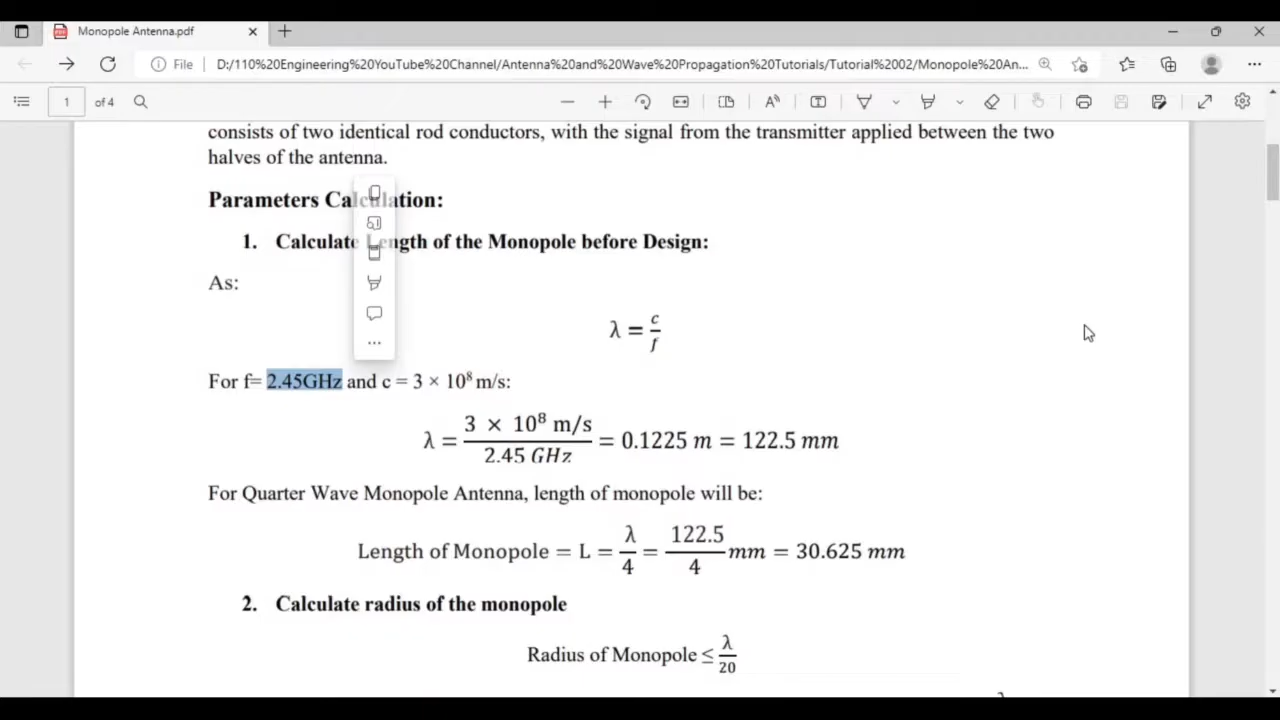 Monopole Antenna.pdf
File D:/110%20Engineering%20YouTube%20Channel/Antenna%20and%20Wave%20Propagation%20Tutorials/Tutorial%2002/Monopole%20An...
1 of 4
consists of two identical rod conductors, with the signal from the transmitter applied between the two
halves of the antenna.
Parameters Calculation:
1. Calculate Length of the Monopole before Design:
As:
λ = c/f
For f= 2.45GHz and c = 3 × 10⁸ m/s:
λ = 3 × 10⁸ m/s / 2.45 GHz = 0.1225 m = 122.5 mm
For Quarter Wave Monopole Antenna, length of monopole will be:
Length of Monopole = L = λ/4 = 122.5/4 mm = 30.625 mm
2. Calculate radius of the monopole
Radius of Monopole ≤ λ/20